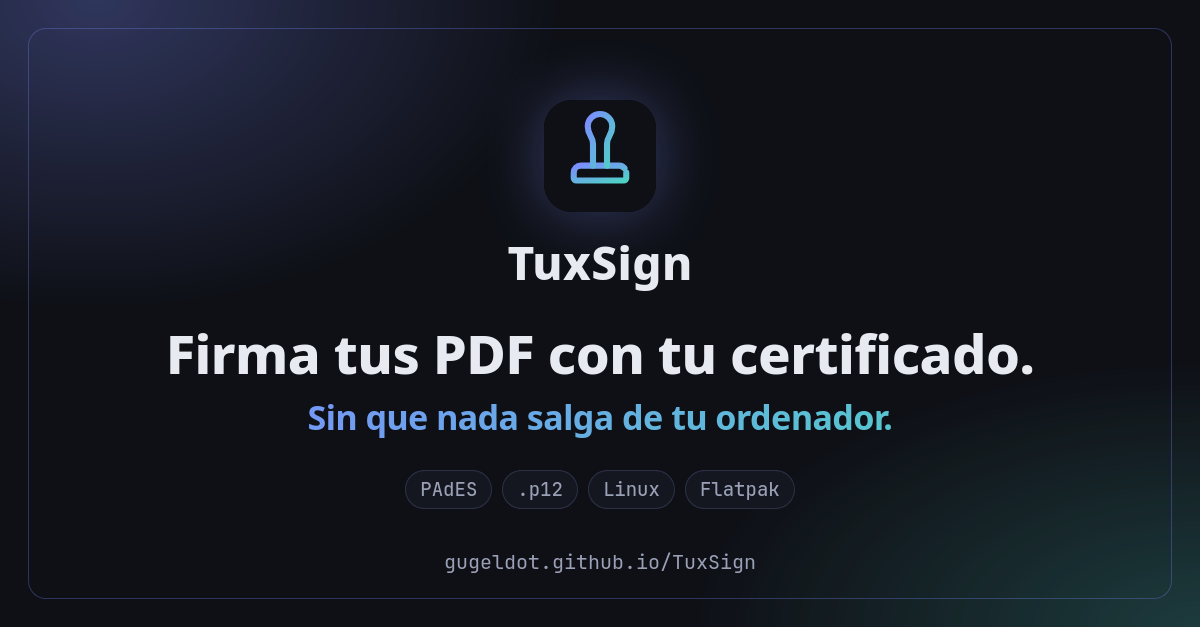 TuxSign
Firma tus PDF con tu certificado.
Sin que nada salga de tu ordenador.
PAdES .p12 Linux Flatpak
gugeldot.github.io/TuxSign